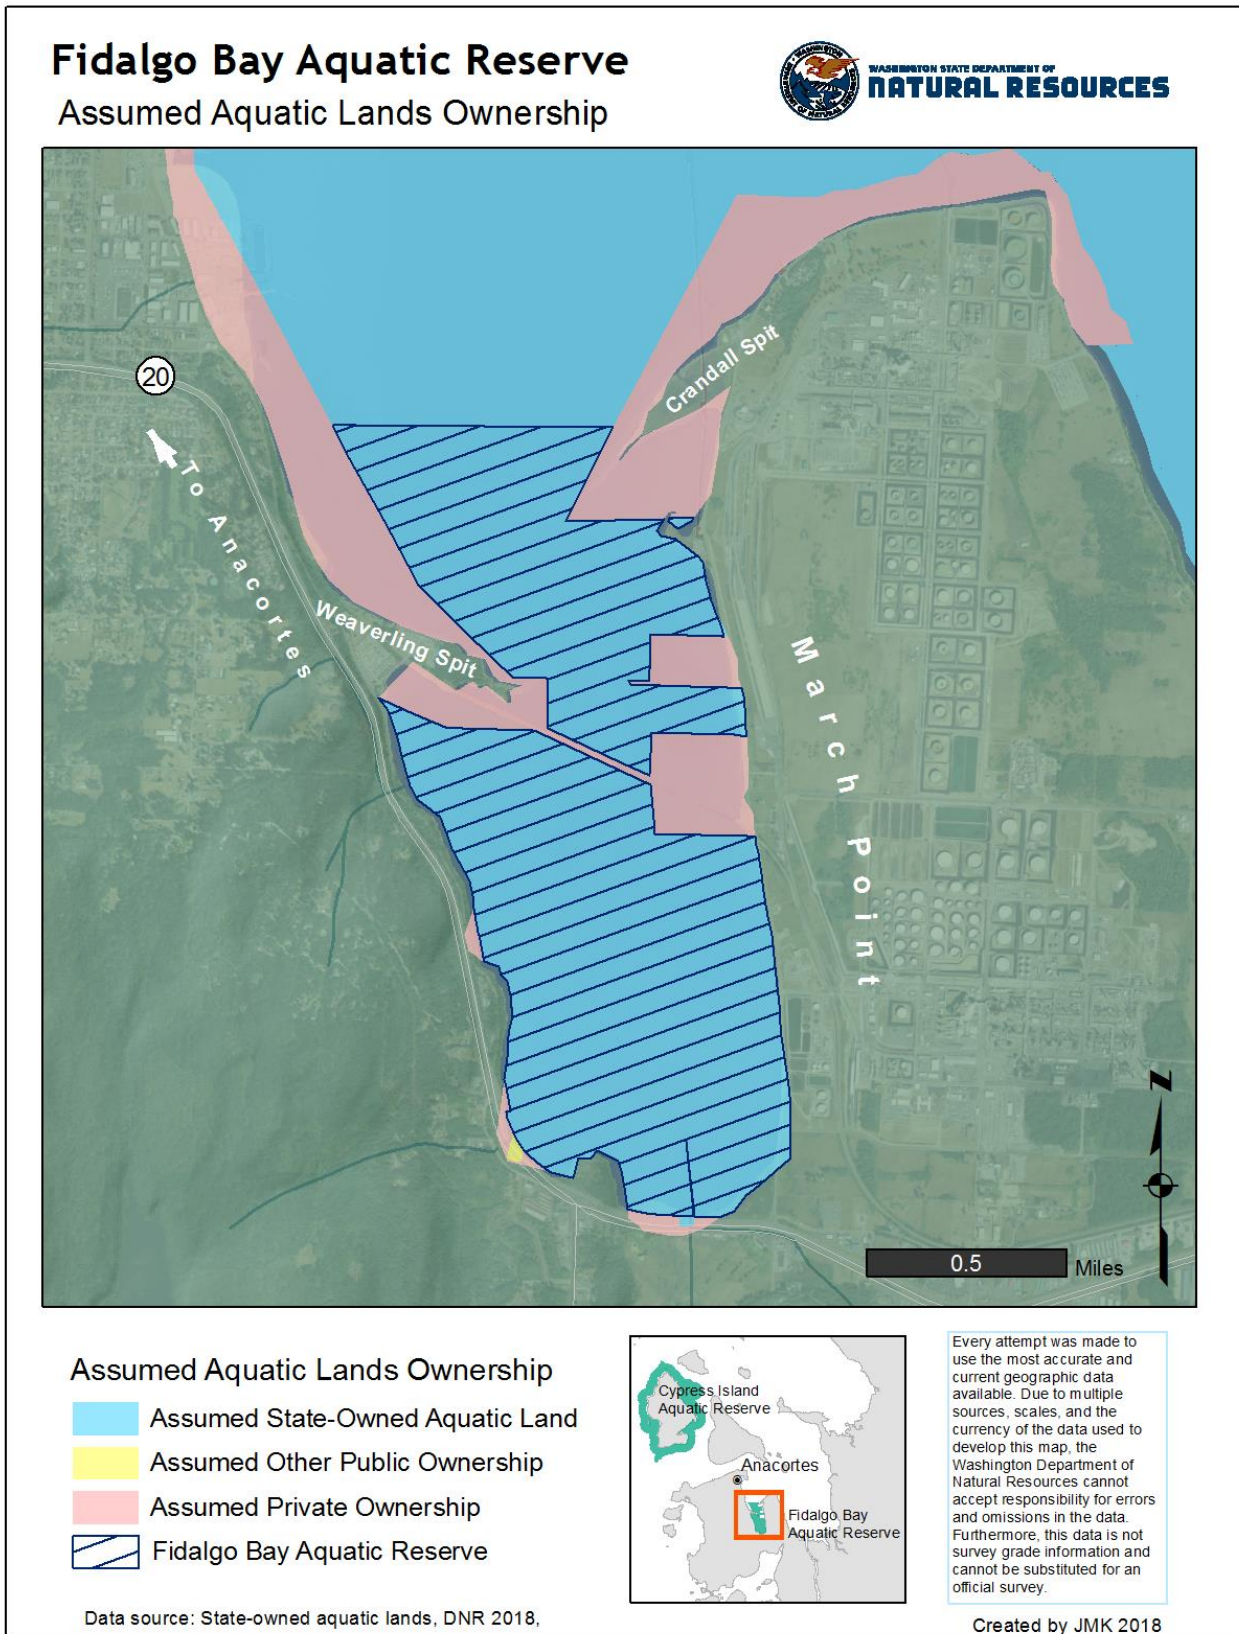 Fidalgo Bay Aquatic Reserve
Assumed Aquatic Lands Ownership
WASHINGTON STATE DEPARTMENT OF
NATURAL RESOURCES
20
To Anacortes
Crandall Spit
Weaverling Spit
March Point
N
0.5
Miles
Assumed Aquatic Lands Ownership
Assumed State-Owned Aquatic Land
Assumed Other Public Ownership
Assumed Private Ownership
Fidalgo Bay Aquatic Reserve
Data source: State-owned aquatic lands, DNR 2018,
Cypress Island
Aquatic Reserve
Anacortes
Fidalgo Bay
Aquatic Reserve
Every attempt was made to
use the most accurate and
current geographic data
available. Due to multiple
sources, scales, and the
currency of the data used to
develop this map, the
Washington Department of
Natural Resources cannot
accept responsibility for errors
and omissions in the data.
Furthermore, this data is not
survey grade information and
cannot be substituted for an
official survey.
Created by JMK 2018